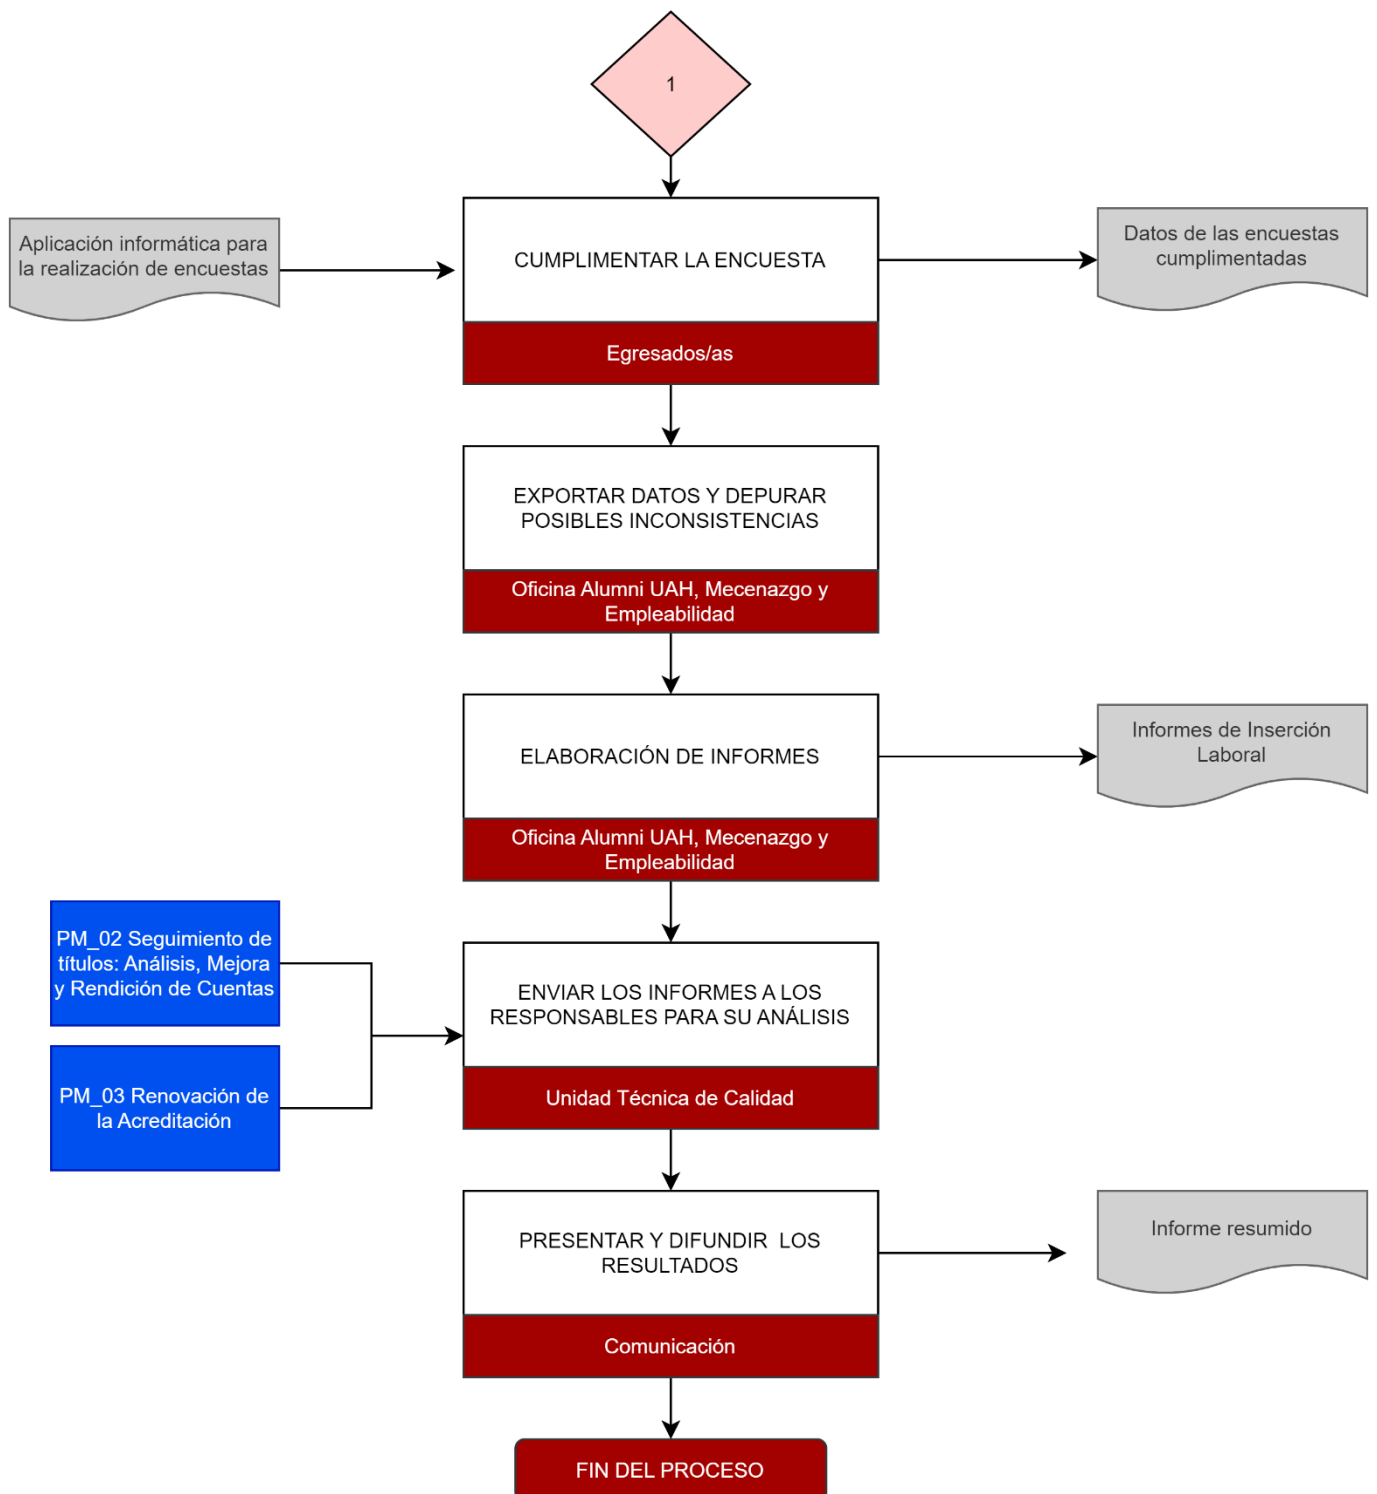 1
Aplicación informática para
la realización de encuestas
CUMPLIMENTAR LA ENCUESTA
Egresados/as
Datos de las encuestas
cumplimentadas
EXPORTAR DATOS Y DEPURAR
POSIBLES INCONSISTENCIAS
Oficina Alumni UAH, Mecenazgo y
Empleabilidad
ELABORACIÓN DE INFORMES
Oficina Alumni UAH, Mecenazgo y
Empleabilidad
Informes de Inserción
Laboral
PM_02 Seguimiento de
títulos: Análisis, Mejora
y Rendición de Cuentas
PM_03 Renovación de
la Acreditación
ENVIAR LOS INFORMES A LOS
RESPONSABLES PARA SU ANÁLISIS
Unidad Técnica de Calidad
PRESENTAR Y DIFUNDIR  LOS
RESULTADOS
Comunicación
Informe resumido
FIN DEL PROCESO